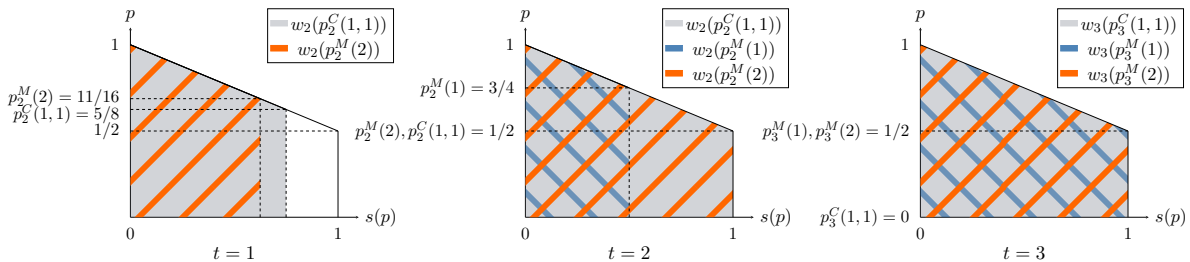 p
w_2(p_2^C(1,1))
w_2(p_2^M(2))
1
p_2^M(2) = 11/16
p_2^C(1,1) = 5/8
1/2
s(p)
0
1
t = 1
p
w_2(p_2^C(1,1))
w_2(p_2^M(1))
w_2(p_2^M(2))
1
p_2^M(1) = 3/4
p_2^M(2), p_2^C(1,1) = 1/2
s(p)
0
1
t = 2
p
w_3(p_3^C(1,1))
w_3(p_3^M(1))
w_3(p_3^M(2))
1
p_3^M(1), p_3^M(2) = 1/2
p_3^C(1,1) = 0
s(p)
0
1
t = 3